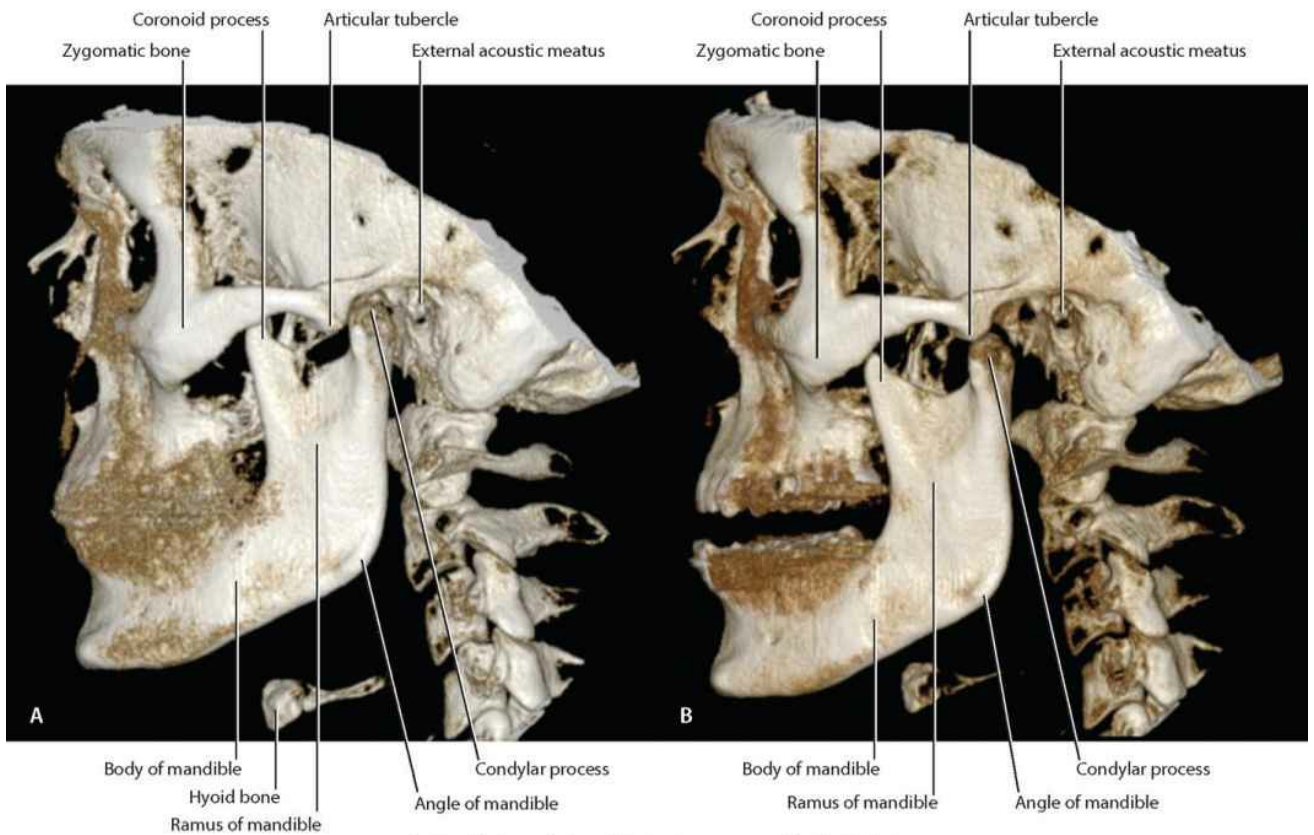 Coronoid process
Articular tubercle
Zygomatic bone
External acoustic meatus
Coronoid process
Articular tubercle
Zygomatic bone
External acoustic meatus
A
B
Body of mandible
Condylar process
Hyoid bone
Angle of mandible
Ramus of mandible
Body of mandible
Condylar process
Ramus of mandible
Angle of mandible